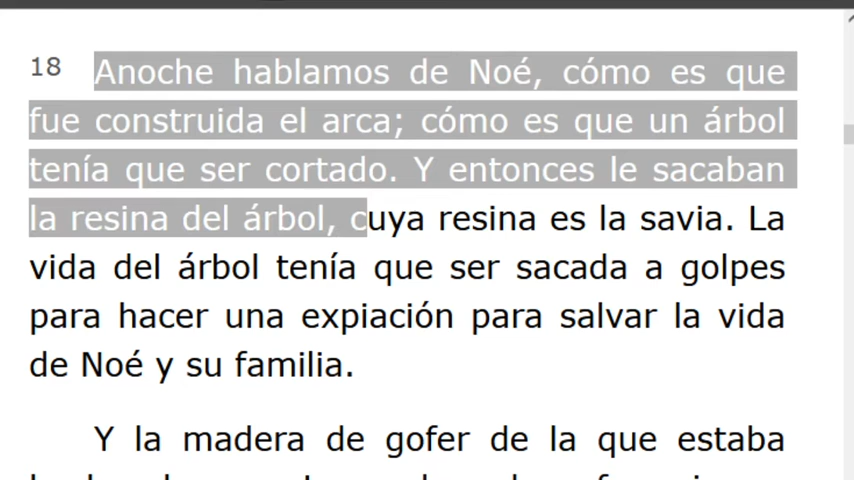 18 Anoche hablamos de Noé, cómo es que
fue construida el arca; cómo es que un árbol
tenía que ser cortado. Y entonces le sacaban
la resina del árbol, cuya resina es la savia. La
vida del árbol tenía que ser sacada a golpes
para hacer una expiación para salvar la vida
de Noé y su familia.
Y la madera de gofer de la que estaba